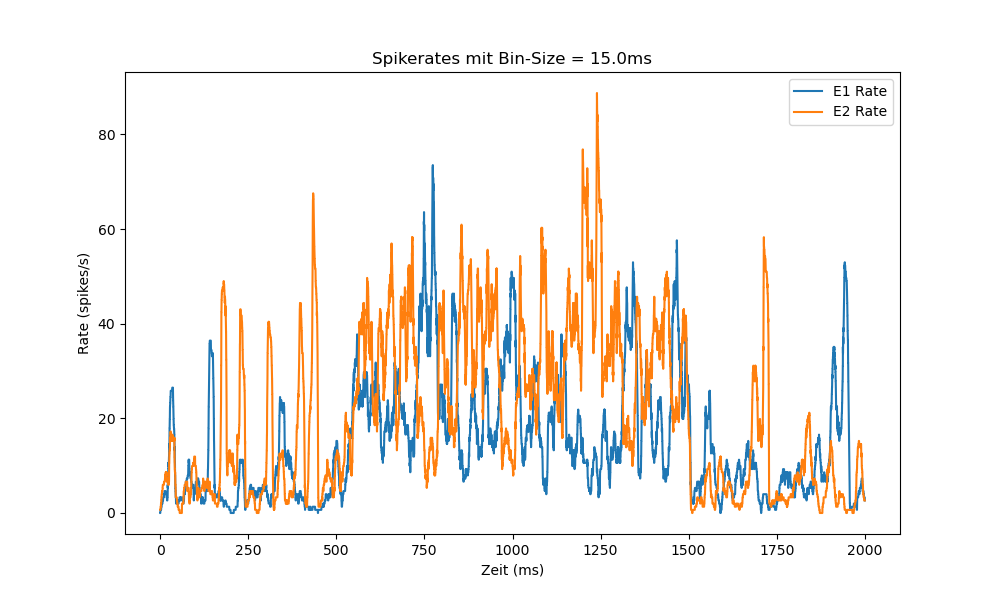 Spikerates mit Bin-Size = 15.0ms
E1 Rate
E2 Rate
Rate (spikes/s)
80
60
40
20
0
0 250 500 750 1000 1250 1500 1750 2000
Zeit (ms)